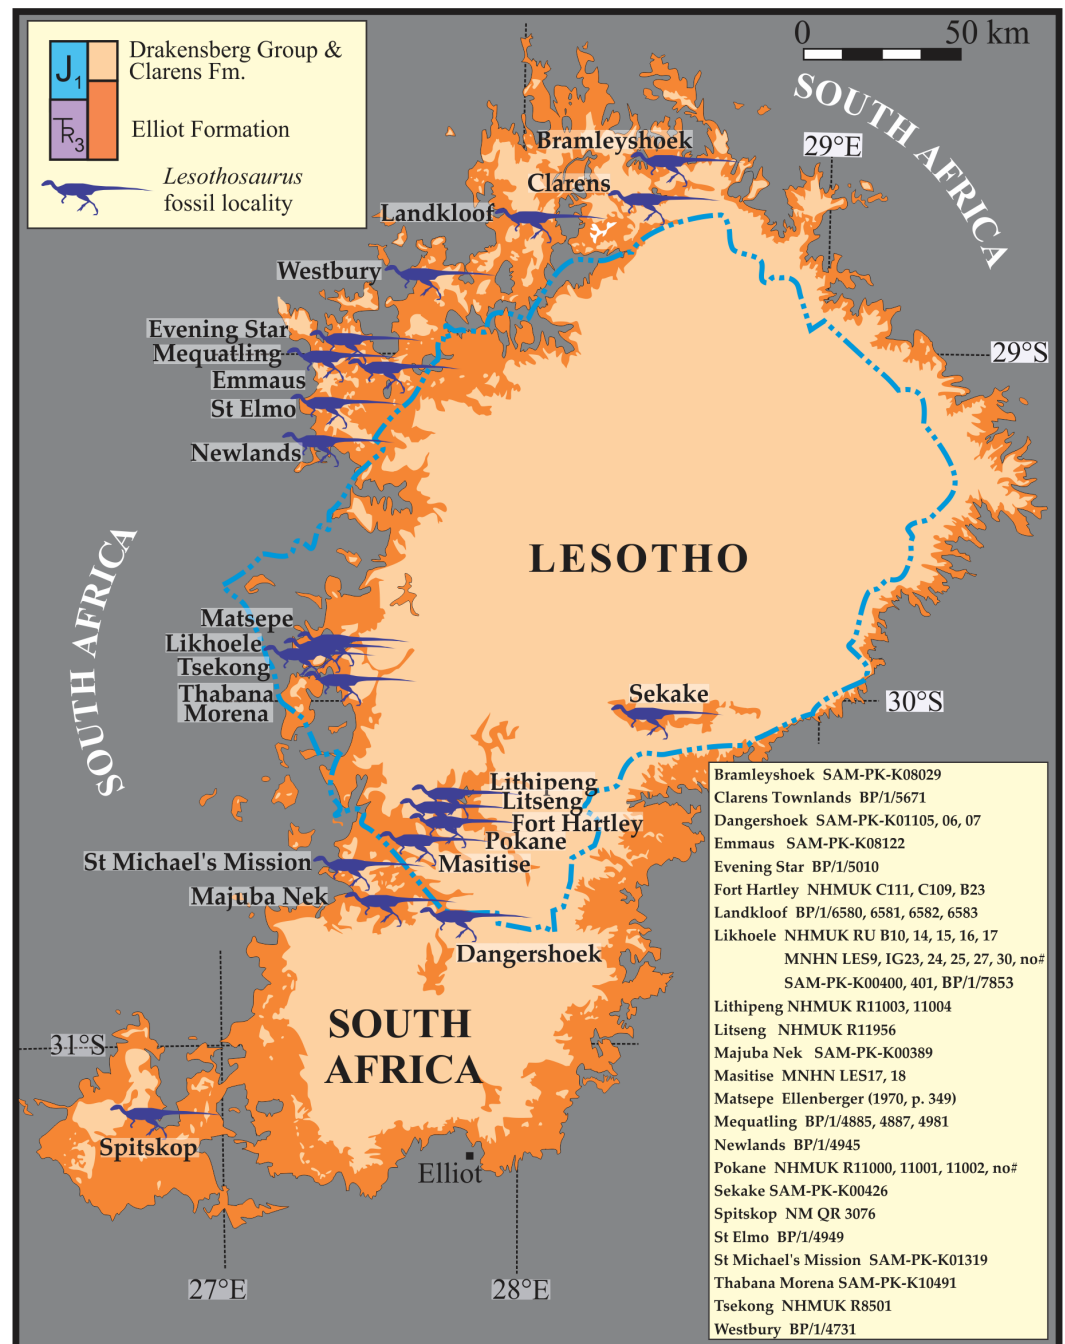 Drakensberg Group &
Clarens Fm.
J1
TR3
Elliot Formation
Lesothosaurus
fossil locality
0 50 km
SOUTH AFRICA
29°E
Bramleyshoek
Clarens
Landkloof
Westbury
Evening Star
Mequatling
Emmaus
St Elmo
Newlands
29°S
LESOTHO
SOUTH AFRICA
Matsepe
Likhoele
Tsekong
Thabana
Morena
Sekake
30°S
Lithipeng
Litseng
Fort Hartley
Pokane
Masitise
St Michael's Mission
Majuba Nek
Dangershoek
SOUTH
AFRICA
31°S
Spitskop
Elliot
27°E
28°E
Bramleyshoek SAM-PK-K08029
Clarens Townlands BP/1/5671
Dangershoek SAM-PK-K01105, 06, 07
Emmaus SAM-PK-K08122
Evening Star BP/1/5010
Fort Hartley NHMUK C111, C109, B23
Landkloof BP/1/6580, 6581, 6582, 6583
Likhoele NHMUK RU B10, 14, 15, 16, 17
MNHN LES9, IG23, 24, 25, 27, 30, no#
SAM-PK-K00400, 401, BP/1/7853
Lithipeng NHMUK R11003, 11004
Litseng NHMUK R11956
Majuba Nek SAM-PK-K00389
Masitise MNHN LES17, 18
Matsepe Ellenberger (1970, p. 349)
Mequatling BP/1/4885, 4887, 4981
Newlands BP/1/4945
Pokane NHMUK R11000, 11001, 11002, no#
Sekake SAM-PK-K00426
Spitskop NM QR 3076
St Elmo BP/1/4949
St Michael's Mission SAM-PK-K01319
Thabana Morena SAM-PK-K10491
Tsekong NHMUK R8501
Westbury BP/1/4731